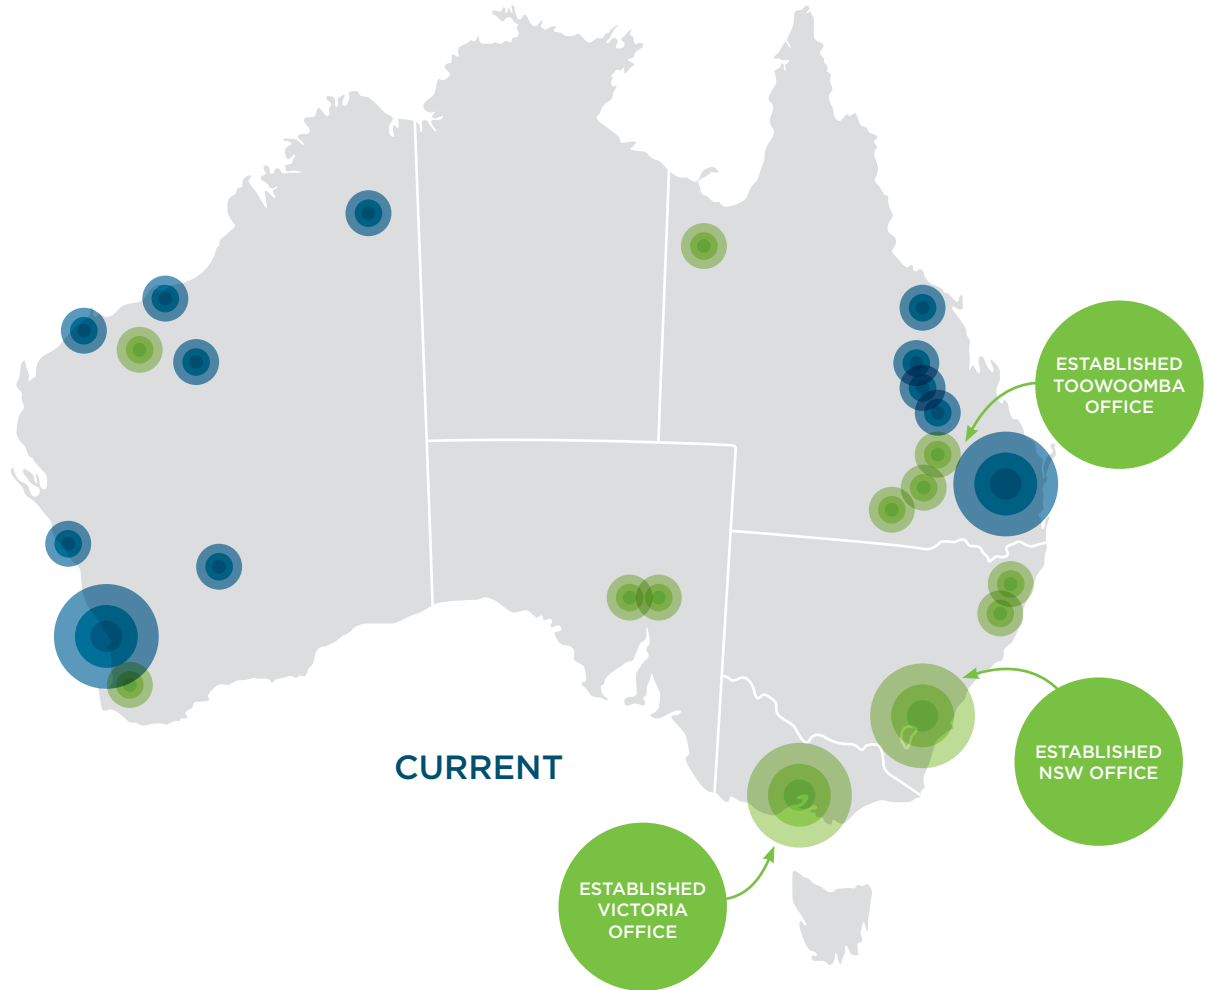 ESTABLISHED
TOOWOOMBA
OFFICE
CURRENT
ESTABLISHED
NSW OFFICE
ESTABLISHED
VICTORIA
OFFICE